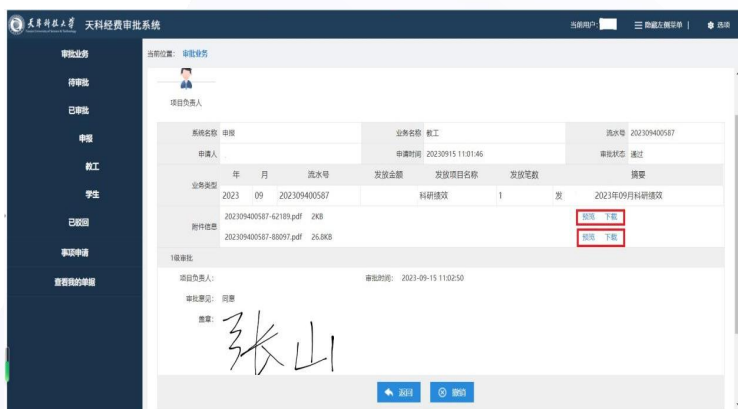 天津科技大学 天科经费审批系统 当前用户: 隐藏左侧菜单 | 选项
审批业务
待审批
已审批
申报
教工
学生
已驳回
事项申请
查看我的单据
当前位置: 审批业务
项目负责人
系统名称 申报 业务名称 教工 流水号 202309400587
申请人 申请时间 20230915 11:01:46 审批状态 通过
业务类型 年 月 流水号 发放金额 发放项目名称 发放笔数 摘要
2023 09 202309400587 科研绩效 1 发 2023年09月科研绩效
附件信息 202309400587-62189.pdf 2KB 预览 下载
202309400587-88097.pdf 26.8KB 预览 下载
1级审批
项目负责人: 审批时间: 2023-09-15 11:02:50
审批意见: 同意
盖章: 张山
返回 撤销